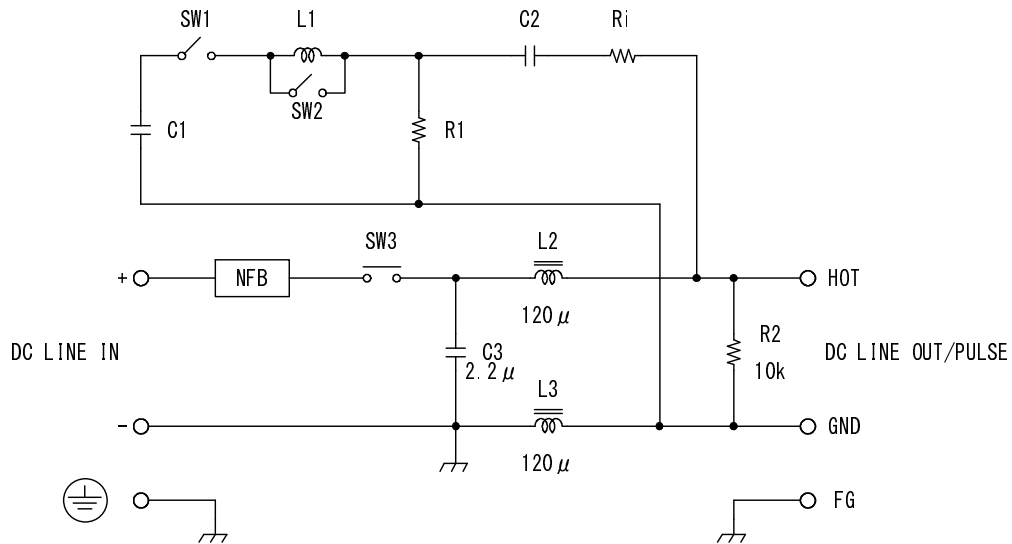 SW1
L1
C2
Ri
SW2
C1
R1
SW3
L2
+
NFB
HOT
120μ
R2
DC LINE IN
C3
DC LINE OUT/PULSE
2.2μ
10k
L3
-
GND
120μ
FG